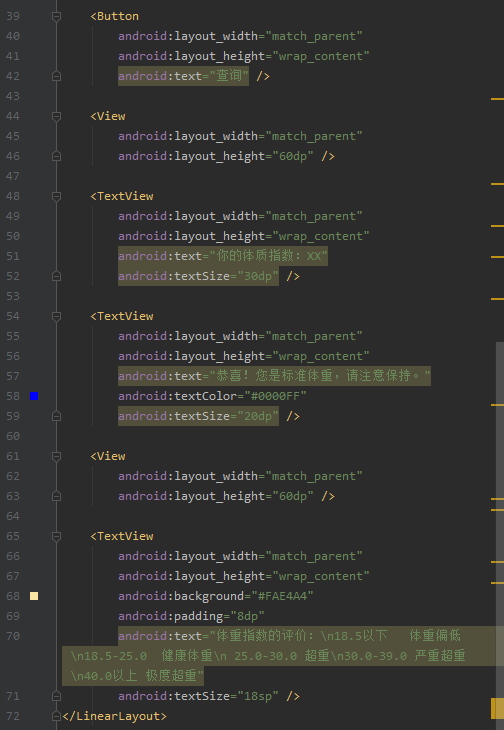 39 <Button
40 android:layout_width="match_parent"
41 android:layout_height="wrap_content"
42 android:text="查询" />
43
44 <View
45 android:layout_width="match_parent"
46 android:layout_height="60dp" />
47
48 <TextView
49 android:layout_width="match_parent"
50 android:layout_height="wrap_content"
51 android:text="你的体质指数：XX"
52 android:textSize="30dp" />
53
54 <TextView
55 android:layout_width="match_parent"
56 android:layout_height="wrap_content"
57 android:text="恭喜！您是标准体重，请注意保持。"
58 android:textColor="#0000FF"
59 android:textSize="20dp" />
60
61 <View
62 android:layout_width="match_parent"
63 android:layout_height="60dp" />
64
65 <TextView
66 android:layout_width="match_parent"
67 android:layout_height="wrap_content"
68 android:background="#FAE4A4"
69 android:padding="8dp"
70 android:text="体重指数的评价：\n18.5以下   体重偏低
\n18.5-25.0  健康体重\n 25.0-30.0 超重\n30.0-39.0 严重超重
\n40.0以上 极度超重"
71 android:textSize="18sp" />
72 </LinearLayout>